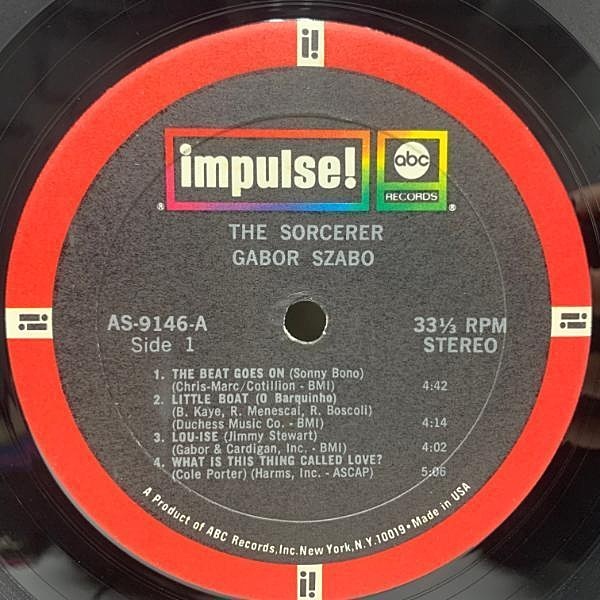 i!
impulse!
abc
RECORDS
®
®
THE SORCERER
GABOR SZABO
AS-9146-A
Side 1
33⅓ RPM
STEREO
i!
i!
1. THE BEAT GOES ON (Sonny Bono)
(Chris-Marc/Cotillion - BMI) 4:42
2. LITTLE BOAT (O Barquinho)
(B. Kaye, R. Menescal, R. Boscoli)
(Duchess Music Co. - BMI) 4:14
3. LOU-ISE (Jimmy Stewart)
(Gabor & Cardigan, Inc. - BMI) 4:02
4. WHAT IS THIS THING CALLED LOVE?
(Cole Porter) (Harms, Inc. - ASCAP) 5:06
A Product of ABC Records, Inc. New York, N.Y. 10019 • Made in USA
i!